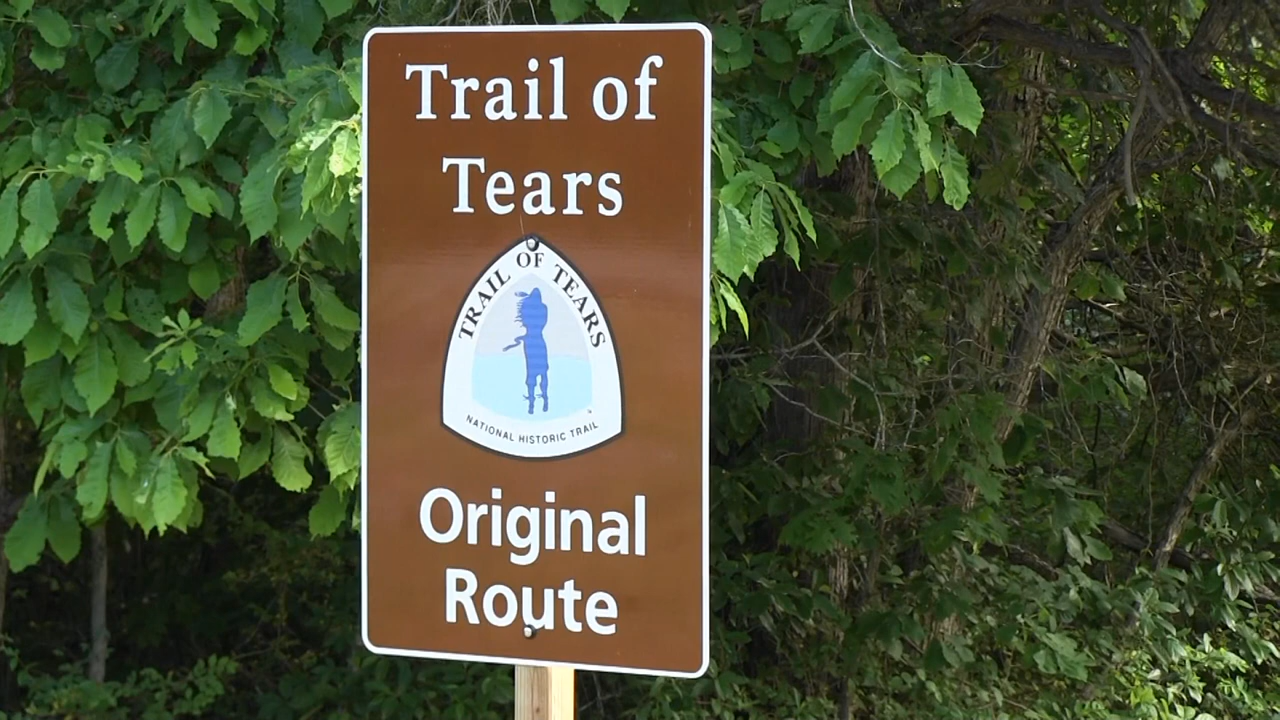 Trail of
Tears
TRAIL OF TEARS
NATIONAL HISTORIC TRAIL
Original
Route